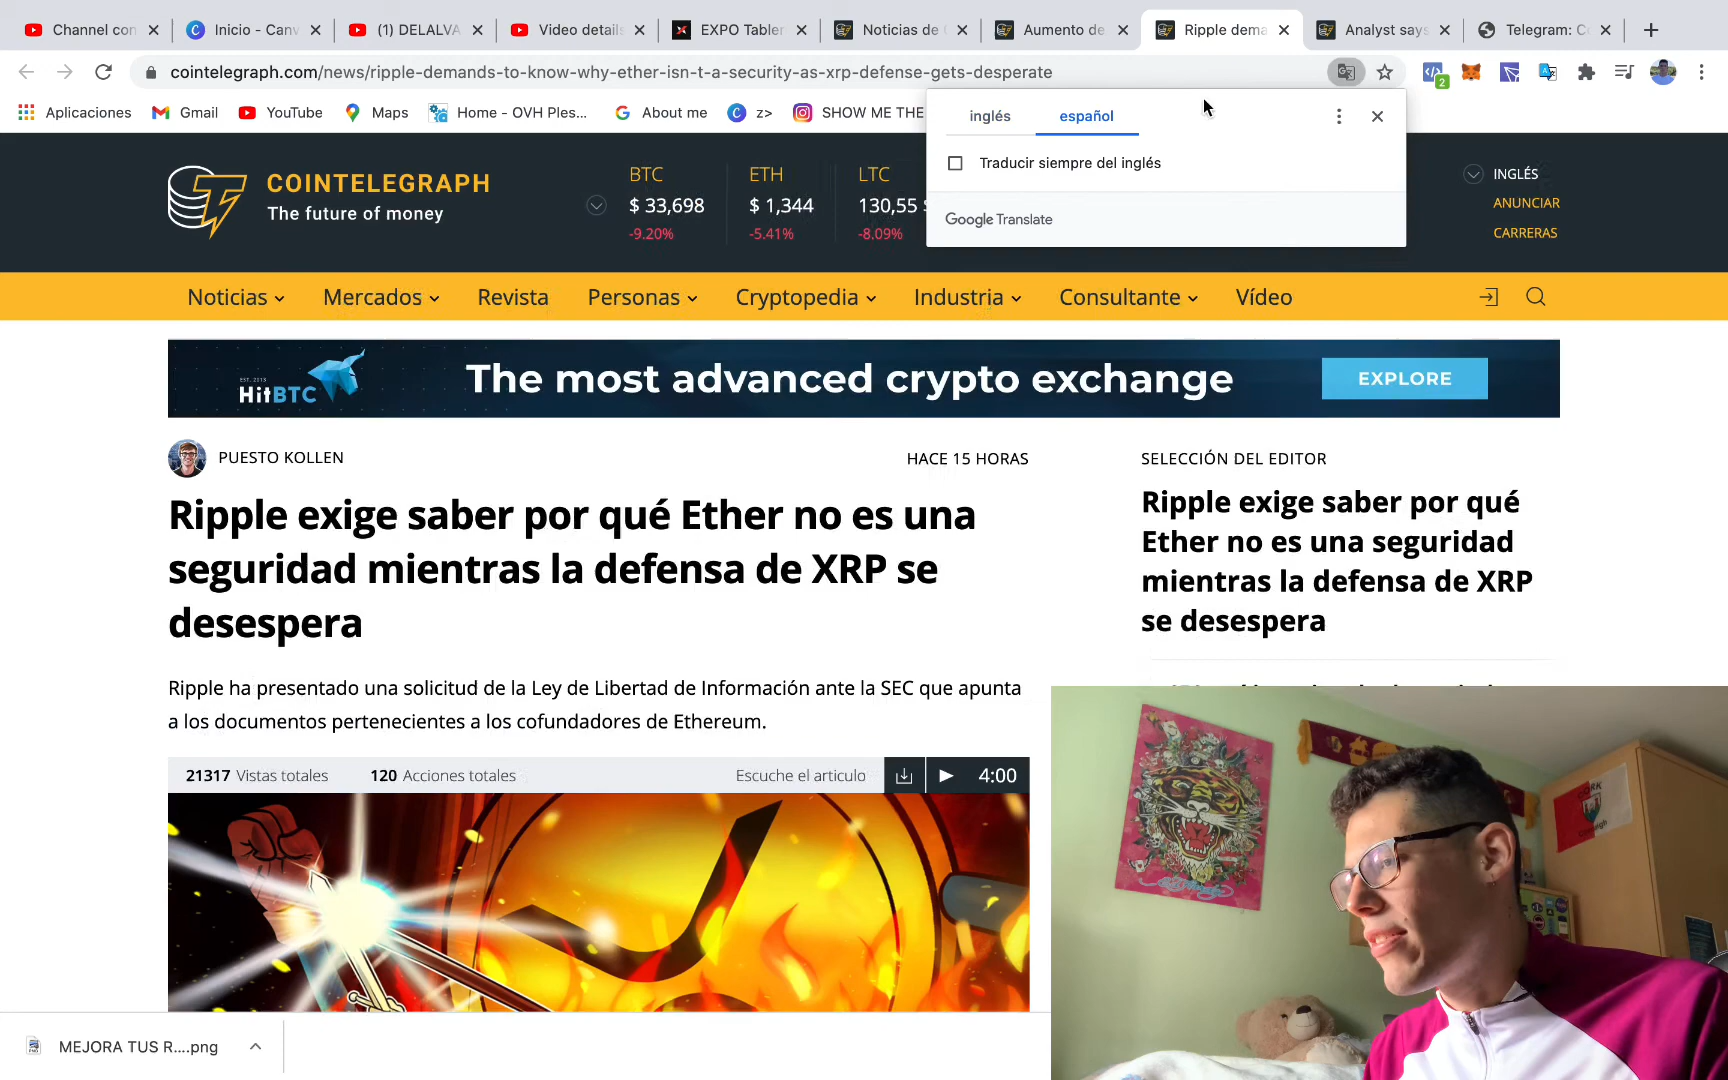 Channel con
Inicio - Canv
(1) DELALVA
Video details
EXPO Tabler
Noticias de
Aumento de
Ripple dema
Analyst says
Telegram: C
cointelegraph.com/news/ripple-demands-to-know-why-ether-isn-t-a-security-as-xrp-defense-gets-desperate
2
Aplicaciones
Gmail
YouTube
Maps
Home - OVH Ples...
About me
z>
SHOW ME THE
inglés
español
Traducir siempre del inglés
Google Translate
COINTELEGRAPH
The future of money
BTC
$ 33,698
-9.20%
ETH
$ 1,344
-5.41%
LTC
130,55 $
-8.09%
INGLÉS
ANUNCIAR
CARRERAS
Noticias
Mercados
Revista
Personas
Cryptopedia
Industria
Consultante
Vídeo
EST. 2013
HitBTC
The most advanced crypto exchange
EXPLORE
PUESTO KOLLEN
HACE 15 HORAS
Ripple exige saber por qué Ether no es una
seguridad mientras la defensa de XRP se
desespera
Ripple ha presentado una solicitud de la Ley de Libertad de Información ante la SEC que apunta
a los documentos pertenecientes a los cofundadores de Ethereum.
21317 Vistas totales
120 Acciones totales
Escuche el articulo
4:00
SELECCIÓN DEL EDITOR
Ripple exige saber por qué
Ether no es una seguridad
mientras la defensa de XRP
se desespera
MEJORA TUS R....png